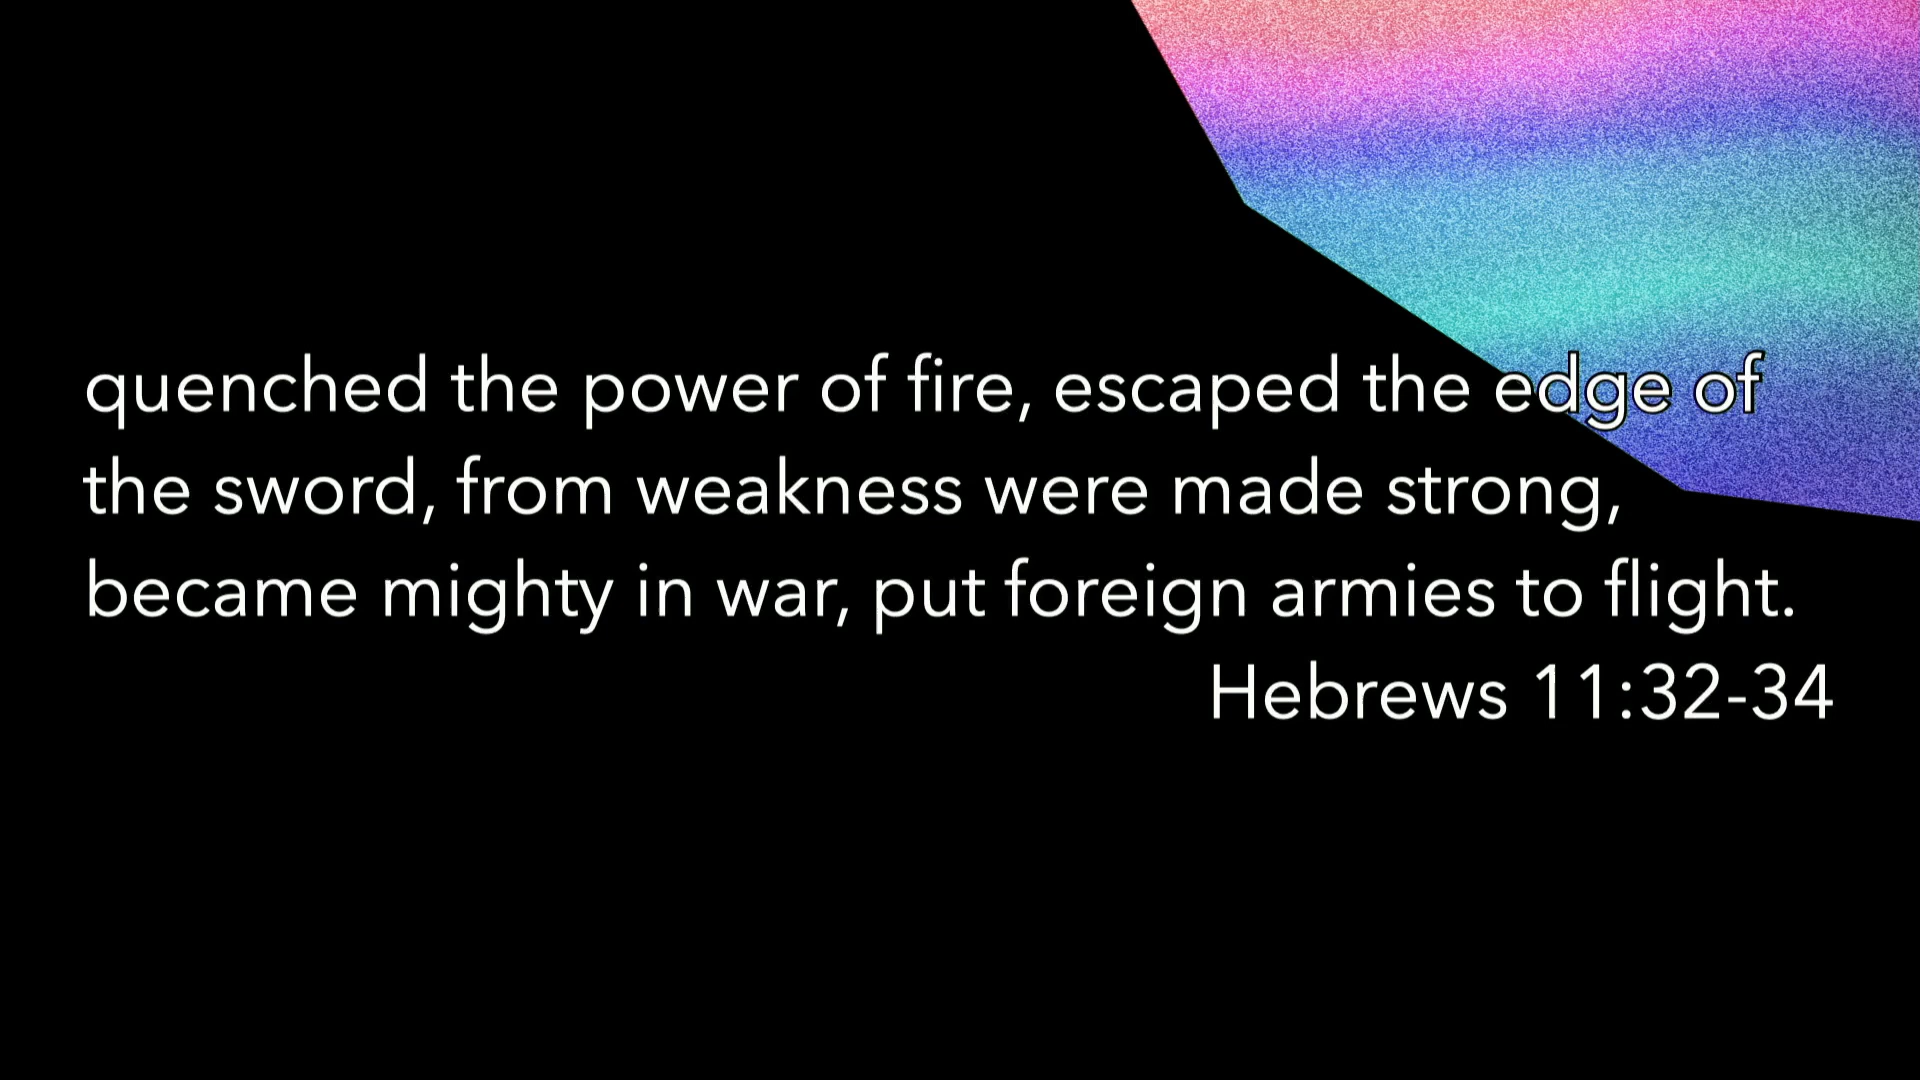 quenched the power of fire, escaped the edge of
the sword, from weakness were made strong,
became mighty in war, put foreign armies to flight.
Hebrews 11:32-34